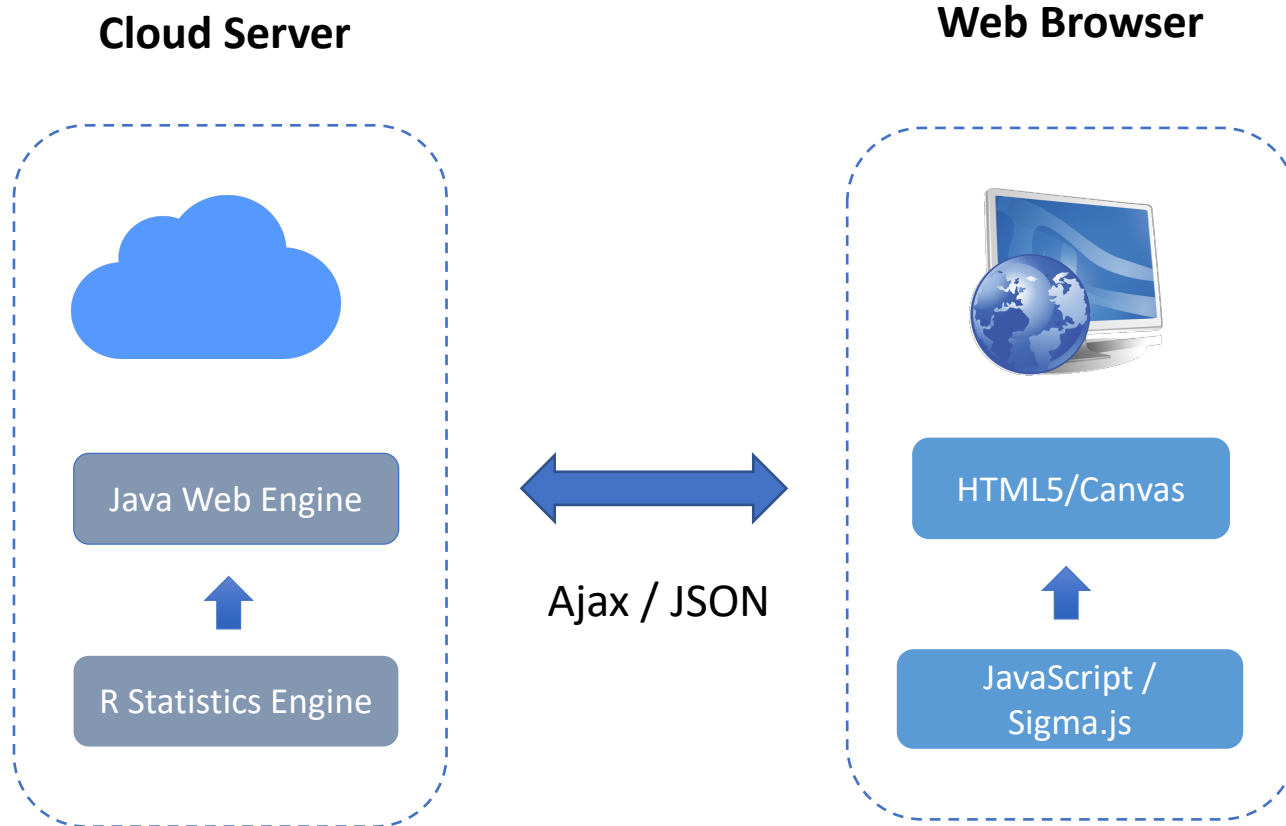 Cloud Server
Web Browser
Java Web Engine
HTML5/Canvas
Ajax / JSON
R Statistics Engine
JavaScript /
Sigma.js